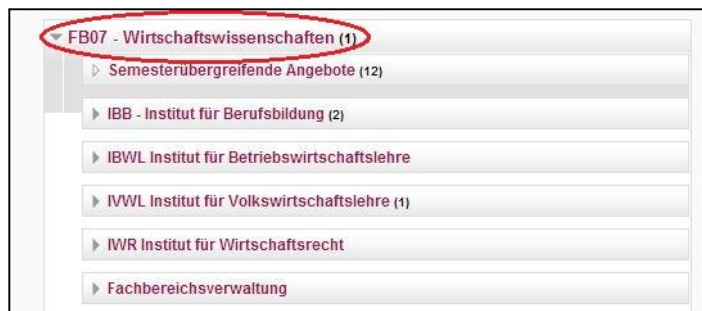 FB07 - Wirtschaftswissenschaften (1)
Semesterübergreifende Angebote (12)
IBB - Institut für Berufsbildung (2)
IBWL Institut für Betriebswirtschaftslehre
IVWL Institut für Volkswirtschaftslehre (1)
IWR Institut für Wirtschaftsrecht
Fachbereichsverwaltung